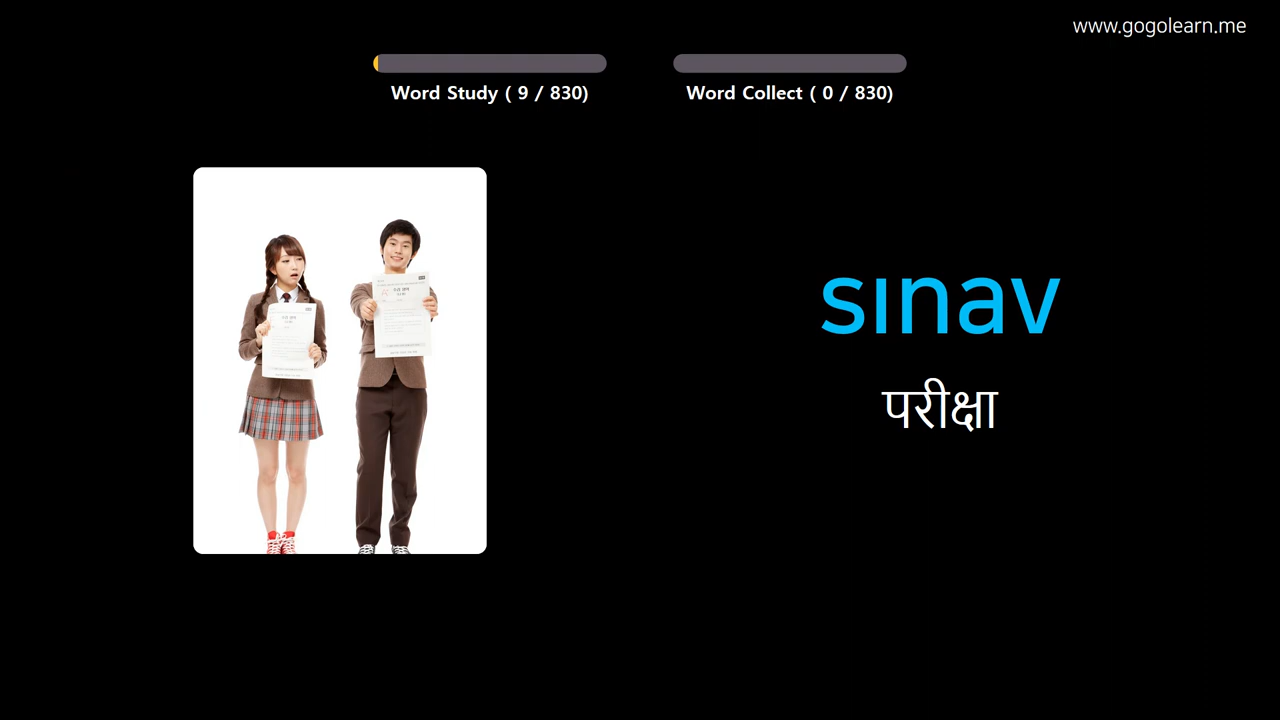 www.gogolearn.me
Word Study ( 9 / 830)
Word Collect ( 0 / 830)
sınav
परीक्षा